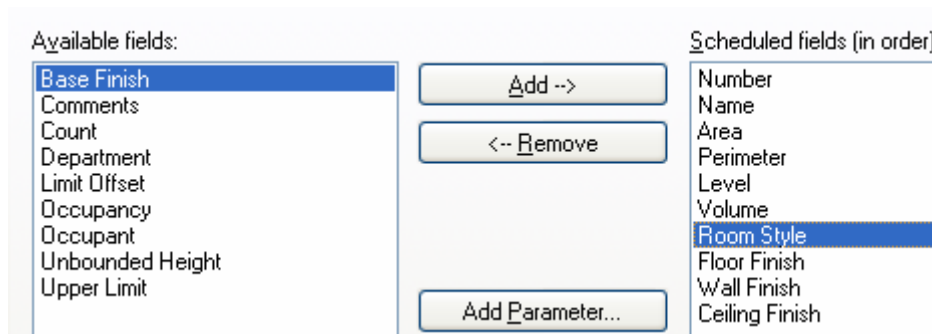 Available fields:
Base Finish
Comments
Count
Department
Limit Offset
Occupancy
Occupant
Unbounded Height
Upper Limit
Add -->
<-- Remove
Add Parameter...
Scheduled fields (in order)
Number
Name
Area
Perimeter
Level
Volume
Room Style
Floor Finish
Wall Finish
Ceiling Finish